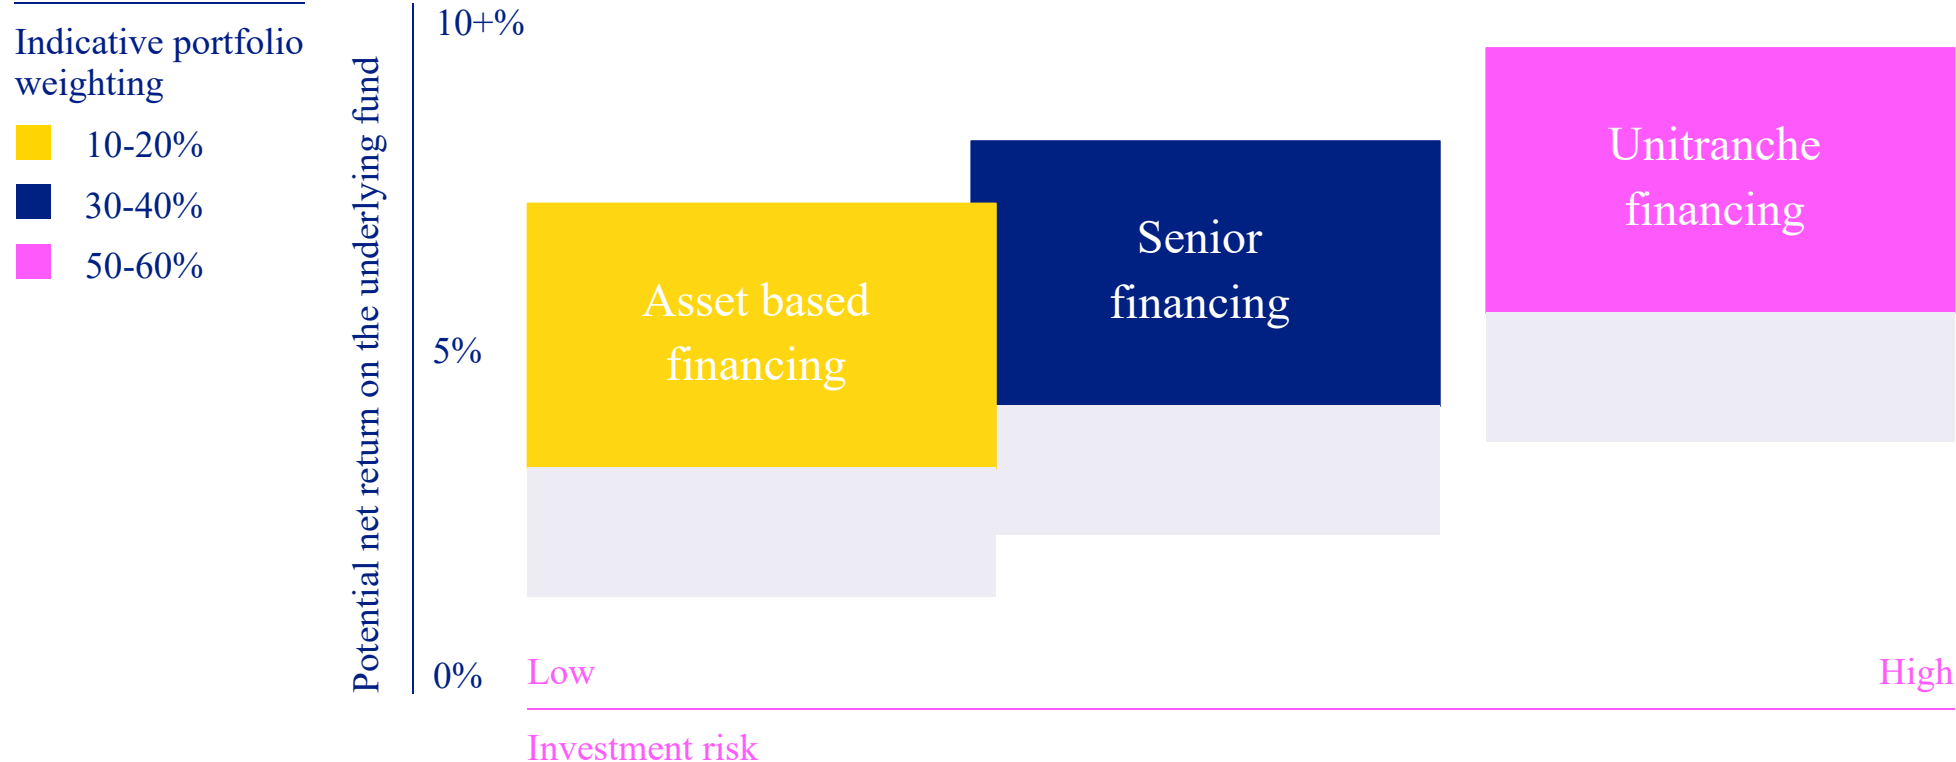 Indicative portfolio
weighting
10-20%
30-40%
50-60%
Potential net return on the underlying fund
10+%
5%
0%
Asset based
financing
Senior
financing
Unitranche
financing
Low
High
Investment risk